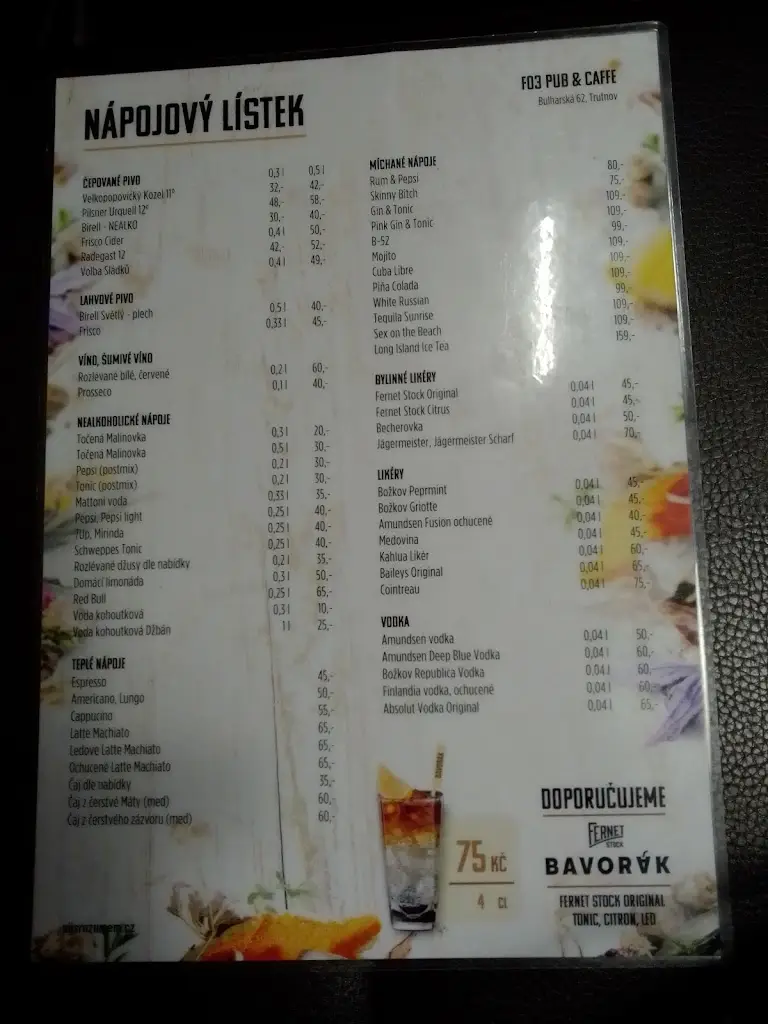 NÁPOJOVÝ LÍSTEK
FO3 PUB & CAFFE
Bulharská 62, Trutnov
ČEPOVANÉ PIVO 0,3 l 0,5 l
Velkopopovický Kozel 11° 32,- 42,-
Pilsner Urquell 12° 48,- 58,-
Birell - NEALKO 30,- 40,-
Frisco Cider 0,4 l 50,-
Radegast 12 42,- 52,-
Volba Sládků 0,4 l 49,-
LAHVOVÉ PIVO
Birell Světlý - plech 0,5 l 40,-
Frisco 0,33 l 45,-
VÍNO, ŠUMIVÉ VÍNO
Rozlévané bílé, červené 0,2 l 60,-
Prosseco 0,1 l 40,-
NEALKOHOLICKÉ NÁPOJE
Točená Malinovka 0,3 l 20,-
Točená Malinovka 0,5 l 30,-
Pepsi (postmix) 0,2 l 30,-
Tonic (postmix) 0,2 l 30,-
Mattoni voda 0,33 l 35,-
Pepsi, Pepsi light 0,25 l 40,-
7Up, Mirinda 0,25 l 40,-
Schweppes Tonic 0,25 l 40,-
Rozlévané džusy dle nabídky 0,2 l 35,-
Domácí limonáda 0,3 l 50,-
Red Bull 0,25 l 65,-
Voda kohoutková 0,3 l 10,-
Voda kohoutková Džbán 1 l 25,-
TEPLÉ NÁPOJE
Espresso 45,-
Americano, Lungo 50,-
Cappucino 55,-
Latte Machiato 65,-
Ledove Latte Machiato 65,-
Ochucené Latte Machiato 65,-
Čaj dle nabídky 35,-
Čaj z čerstvé Máty (med) 60,-
Čaj z čerstvého zázvoru (med) 60,-
MÍCHANÉ NÁPOJE
Rum & Pepsi 80,-
Skinny Bitch 75,-
Gin & Tonic 109,-
Pink Gin & Tonic 109,-
B-52 99,-
Mojito 109,-
Cuba Libre 109,-
Piña Colada 109,-
White Russian 99,-
Tequila Sunrise 109,-
Sex on the Beach 109,-
Long Island Ice Tea 159,-
BYLINNÉ LIKÉRY
Fernet Stock Original 0,04 l 45,-
Fernet Stock Citrus 0,04 l 45,-
Becherovka 0,04 l 50,-
Jägermeister, Jägermeister Scharf 0,04 l 70,-
LIKÉRY
Božkov Peprmint 0,04 l 45,-
Božkov Griotte 0,04 l 45,-
Amundsen Fusion ochucené 0,04 l 40,-
Medovina 0,04 l 45,-
Kahlua Likér 0,04 l 60,-
Baileys Original 0,04 l 65,-
Cointreau 0,04 l 75,-
VODKA
Amundsen vodka 0,04 l 50,-
Amundsen Deep Blue Vodka 0,04 l 60,-
Božkov Republica Vodka 0,04 l 60,-
Finlandia vodka, ochucené 0,04 l 60,-
Absolut Vodka Original 0,04 l 65,-
BAVORÁK
75 KČ
4 cl
DOPORUČUJEME
FERNET
STOCK
BAVORÁK
FERNET STOCK ORIGINAL
TONIC, CITRON, LED